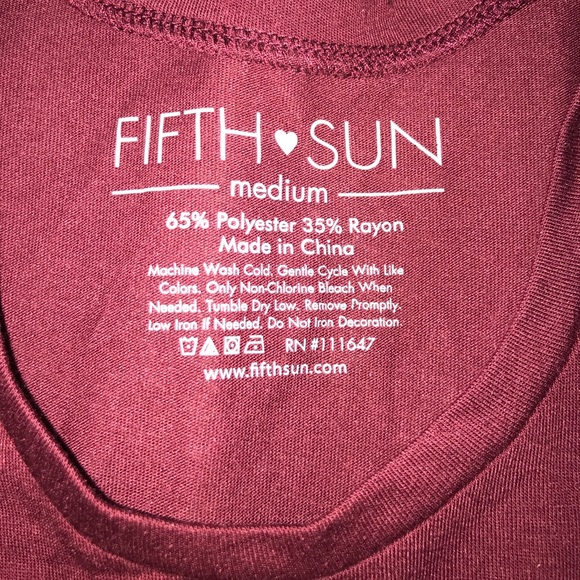 FIFTH♥SUN
medium
65% Polyester 35% Rayon
Made in China
Machine Wash Cold. Gentle Cycle With Like
Colors. Only Non-Chlorine Bleach When
Needed. Tumble Dry Low. Remove Promptly.
Low Iron If Needed. Do Not Iron Decoration.
RN #111647
www.fifthsun.com